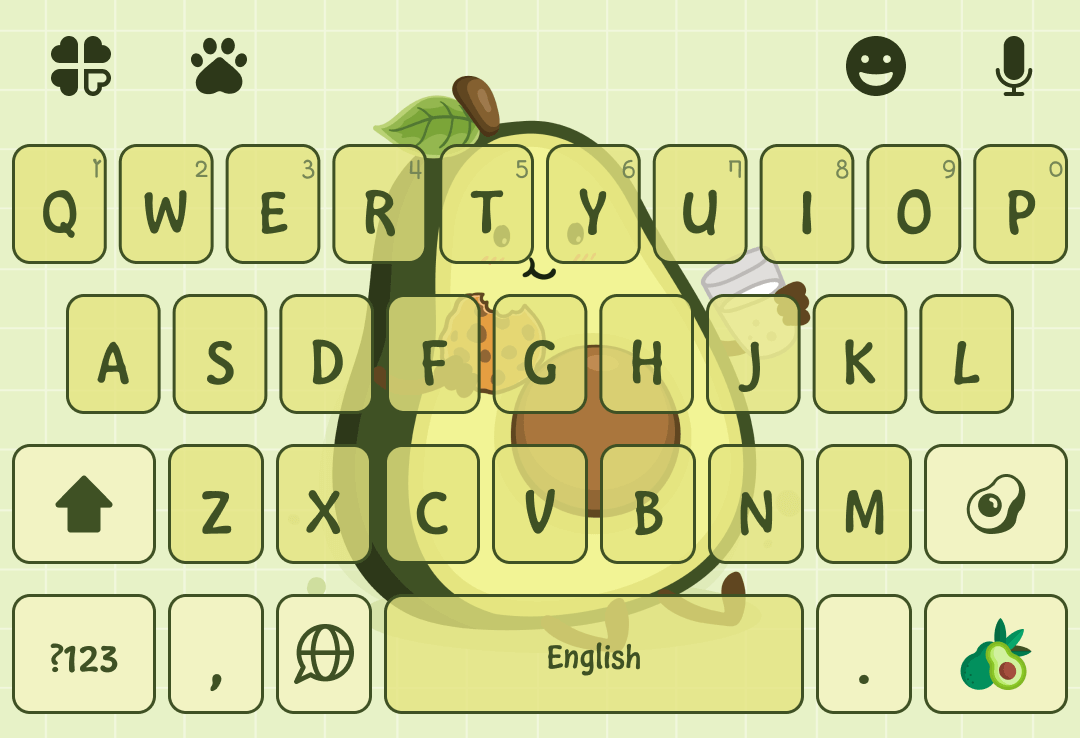 1 2 3 4 5 6 7 8 9 0
Q W E R T Y U I O P
A S D F G H J K L
Z X C V B N M
?123 , English .